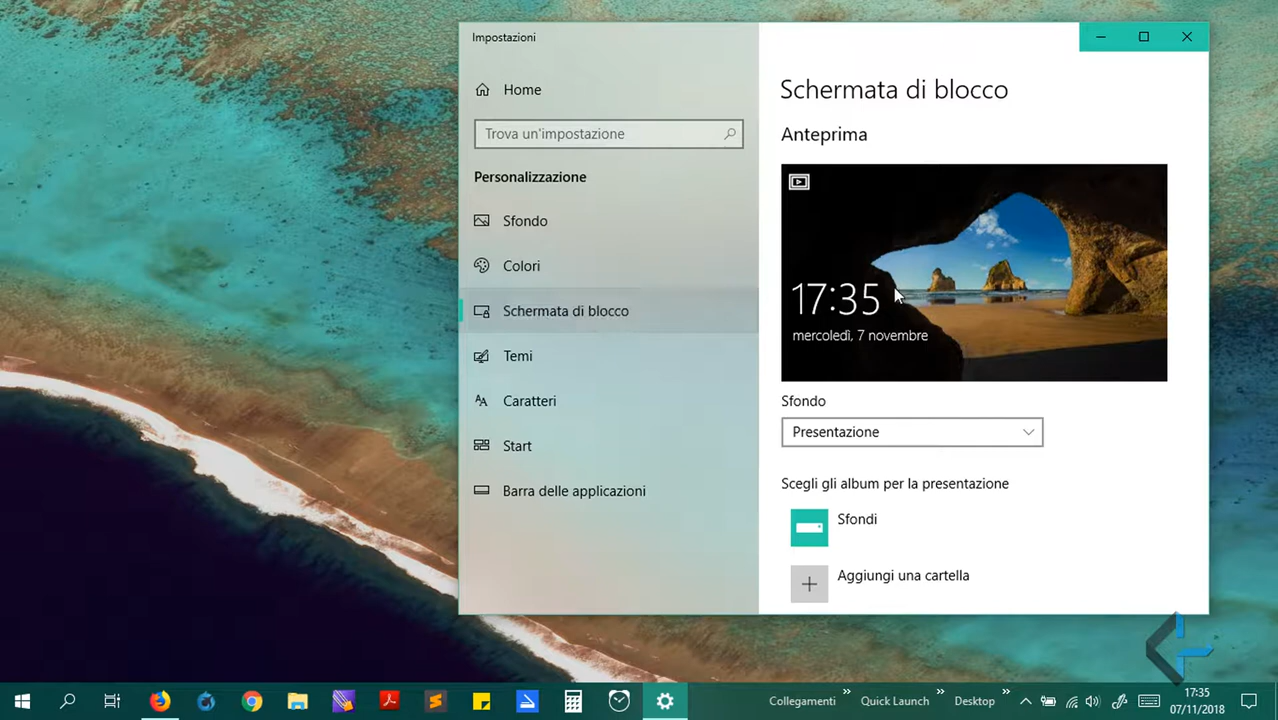 Impostazioni
Home
Trova un'impostazione
Personalizzazione
Sfondo
Colori
Schermata di blocco
Temi
Caratteri
Start
Barra delle applicazioni
Schermata di blocco
Anteprima
17:35
mercoledì, 7 novembre
Sfondo
Presentazione
Scegli gli album per la presentazione
Sfondi
Aggiungi una cartella
Collegamenti
Quick Launch
Desktop
17:35
07/11/2018